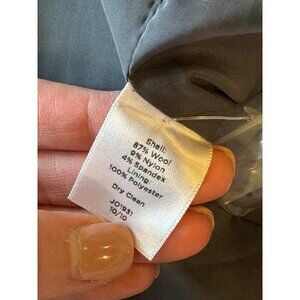 Shell:
87% Wool
9% Nylon
4% Spandex
Lining:
100% Polyester
Dry Clean
JO1931
10/10